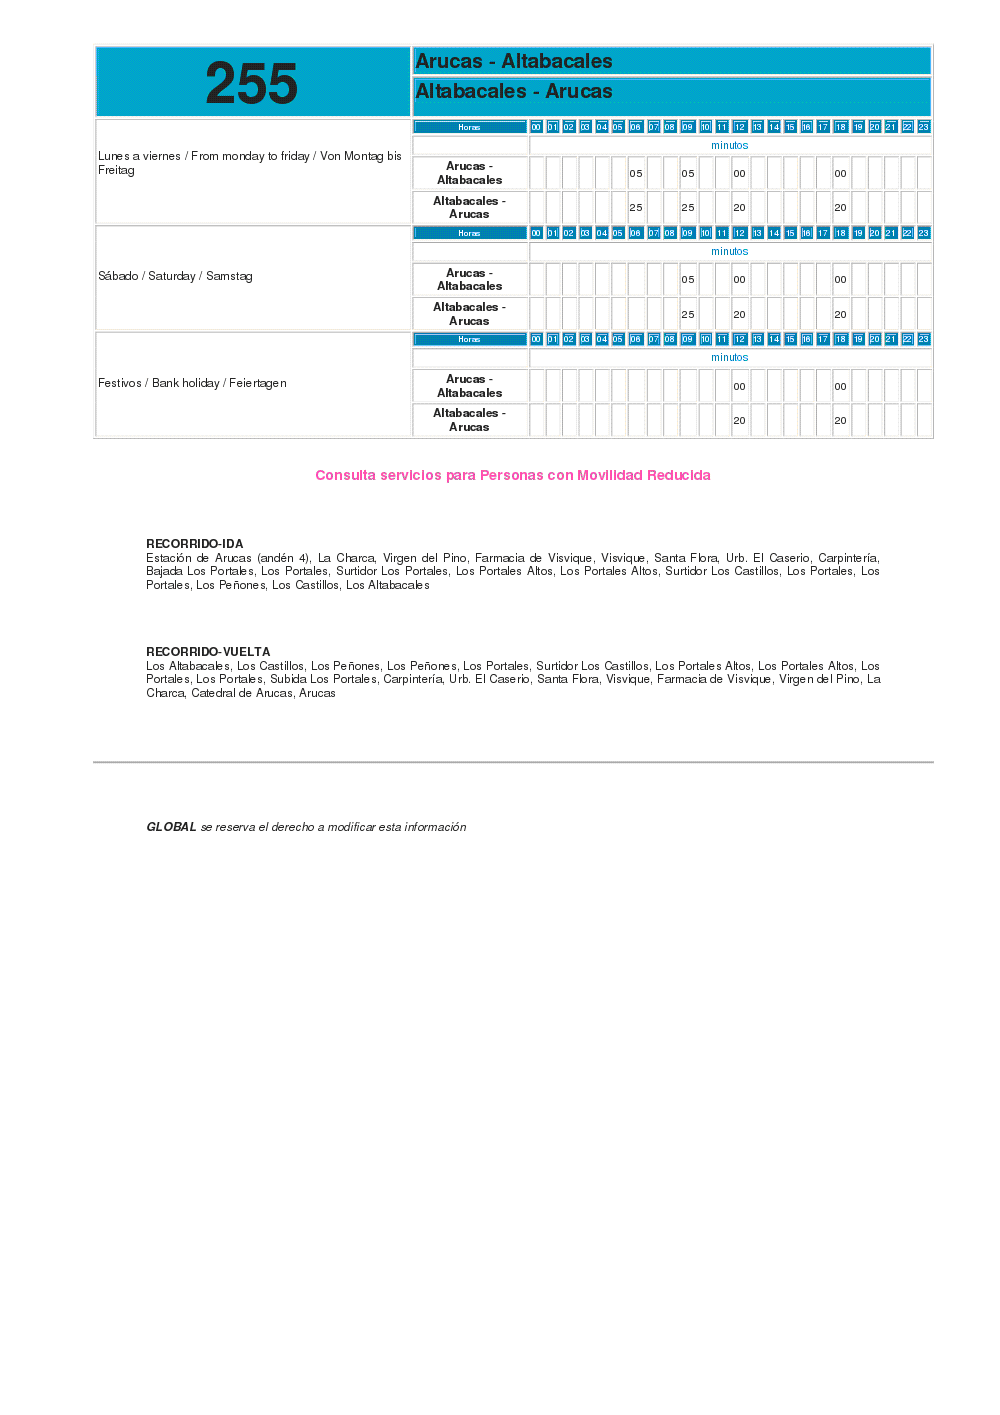 255
Arucas - Altabacales
Altabacales - Arucas
Lunes a viernes / From monday to friday / Von Montag bis
Freitag
Horas 00 01 02 03 04 05 06 07 08 09 10 11 12 13 14 15 16 17 18 19 20 21 22 23
minutos
Arucas -
Altabacales
05 05 00 00
Altabacales -
Arucas
25 25 20 20
Sábado / Saturday / Samstag
Horas 00 01 02 03 04 05 06 07 08 09 10 11 12 13 14 15 16 17 18 19 20 21 22 23
minutos
Arucas -
Altabacales
05 00 00
Altabacales -
Arucas
25 20 20
Festivos / Bank holiday / Feiertagen
Horas 00 01 02 03 04 05 06 07 08 09 10 11 12 13 14 15 16 17 18 19 20 21 22 23
minutos
Arucas -
Altabacales
00 00
Altabacales -
Arucas
20 20
Consulta servicios para Personas con Movilidad Reducida
RECORRIDO-IDA
Estación de Arucas (andén 4), La Charca, Virgen del Pino, Farmacia de Visvique, Visvique, Santa Flora, Urb. El Caserio, Carpintería,
Bajada Los Portales, Los Portales, Surtidor Los Portales, Los Portales Altos, Los Portales Altos, Surtidor Los Castillos, Los Portales, Los
Portales, Los Peñones, Los Castillos, Los Altabacales
RECORRIDO-VUELTA
Los Altabacales, Los Castillos, Los Peñones, Los Peñones, Los Portales, Surtidor Los Castillos, Los Portales Altos, Los Portales Altos, Los
Portales, Los Portales, Subida Los Portales, Carpintería, Urb. El Caserio, Santa Flora, Visvique, Farmacia de Visvique, Virgen del Pino, La
Charca, Catedral de Arucas, Arucas
GLOBAL se reserva el derecho a modificar esta información